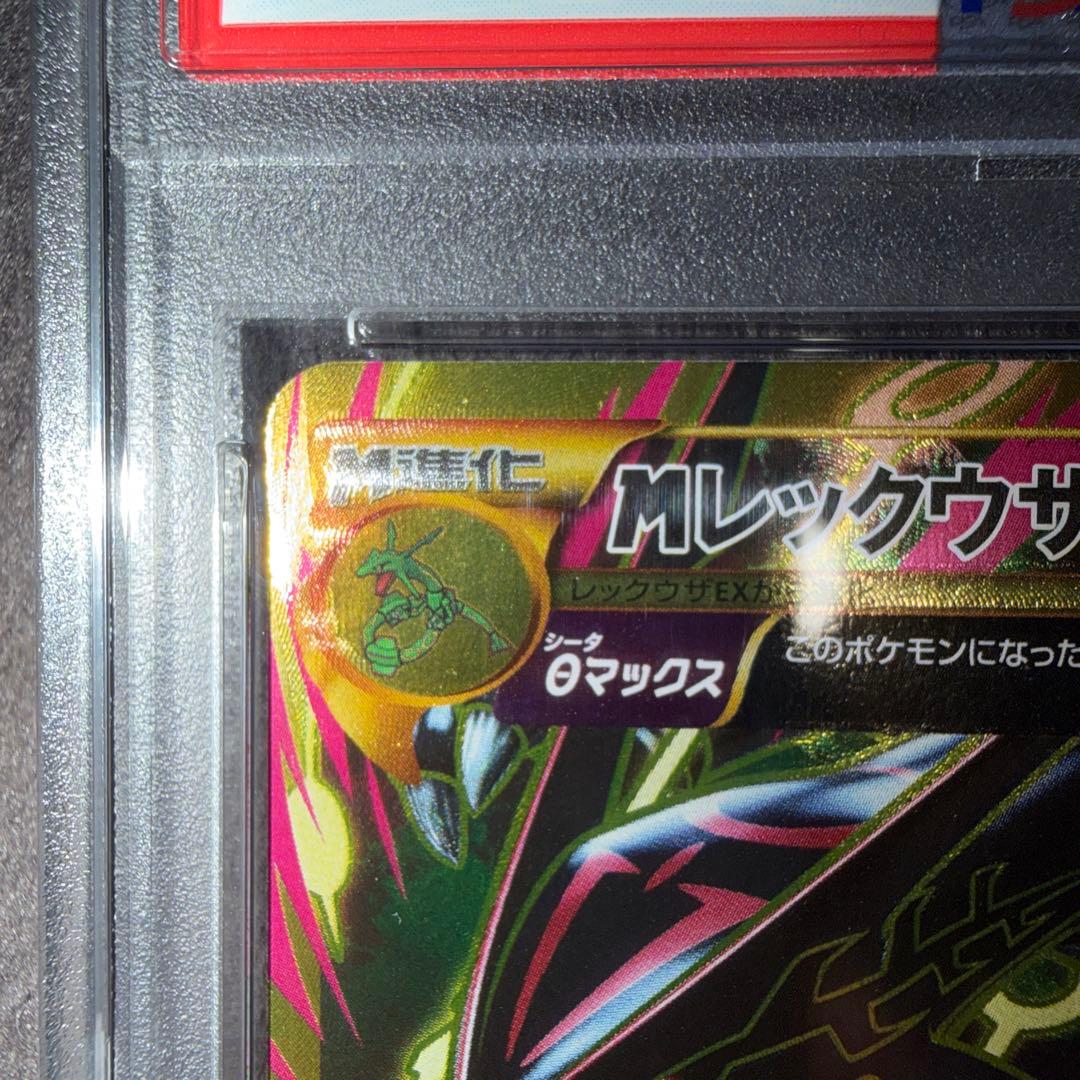 M進化
Mレックウザ
レックウザEXか
シータ
θマックス
このポケモンになった